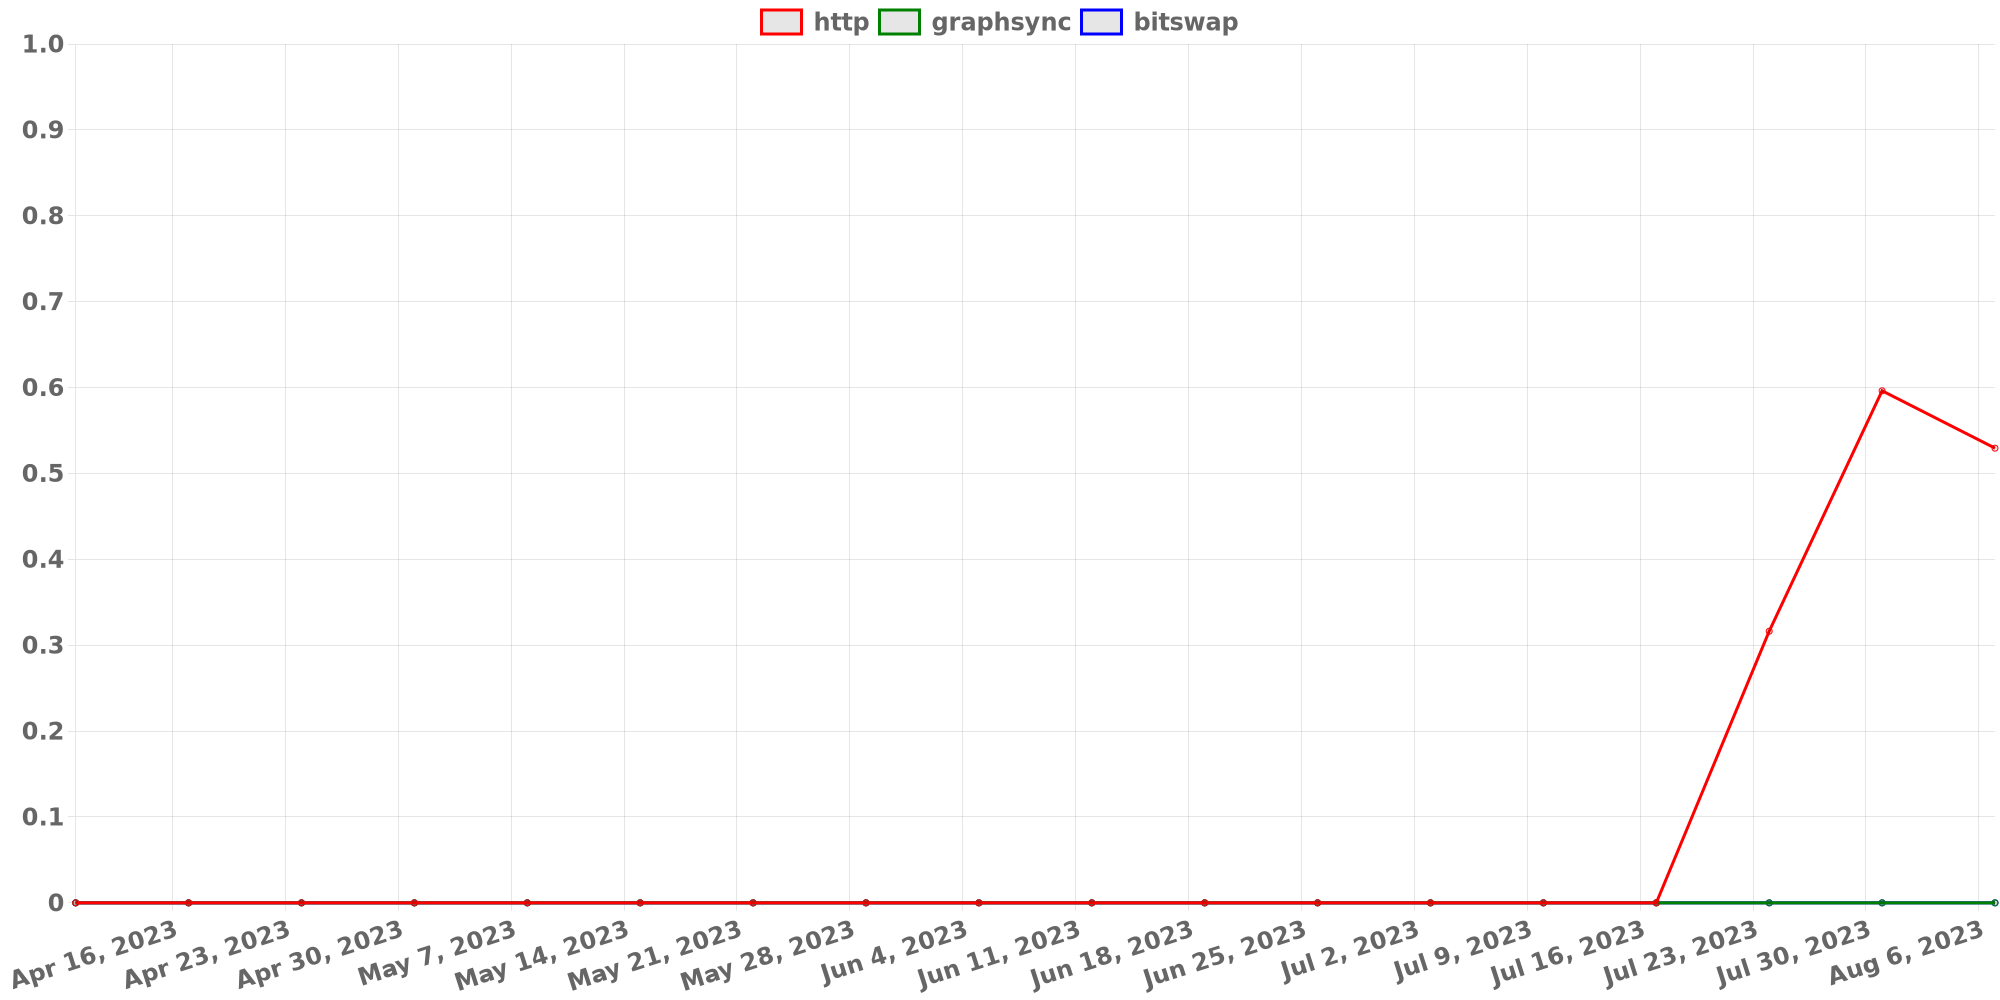 http graphsync bitswap
1.0
0.9
0.8
0.7
0.6
0.5
0.4
0.3
0.2
0.1
0
Apr 16, 2023
Apr 23, 2023
Apr 30, 2023
May 7, 2023
May 14, 2023
May 21, 2023
May 28, 2023
Jun 4, 2023
Jun 11, 2023
Jun 18, 2023
Jun 25, 2023
Jul 2, 2023
Jul 9, 2023
Jul 16, 2023
Jul 23, 2023
Jul 30, 2023
Aug 6, 2023